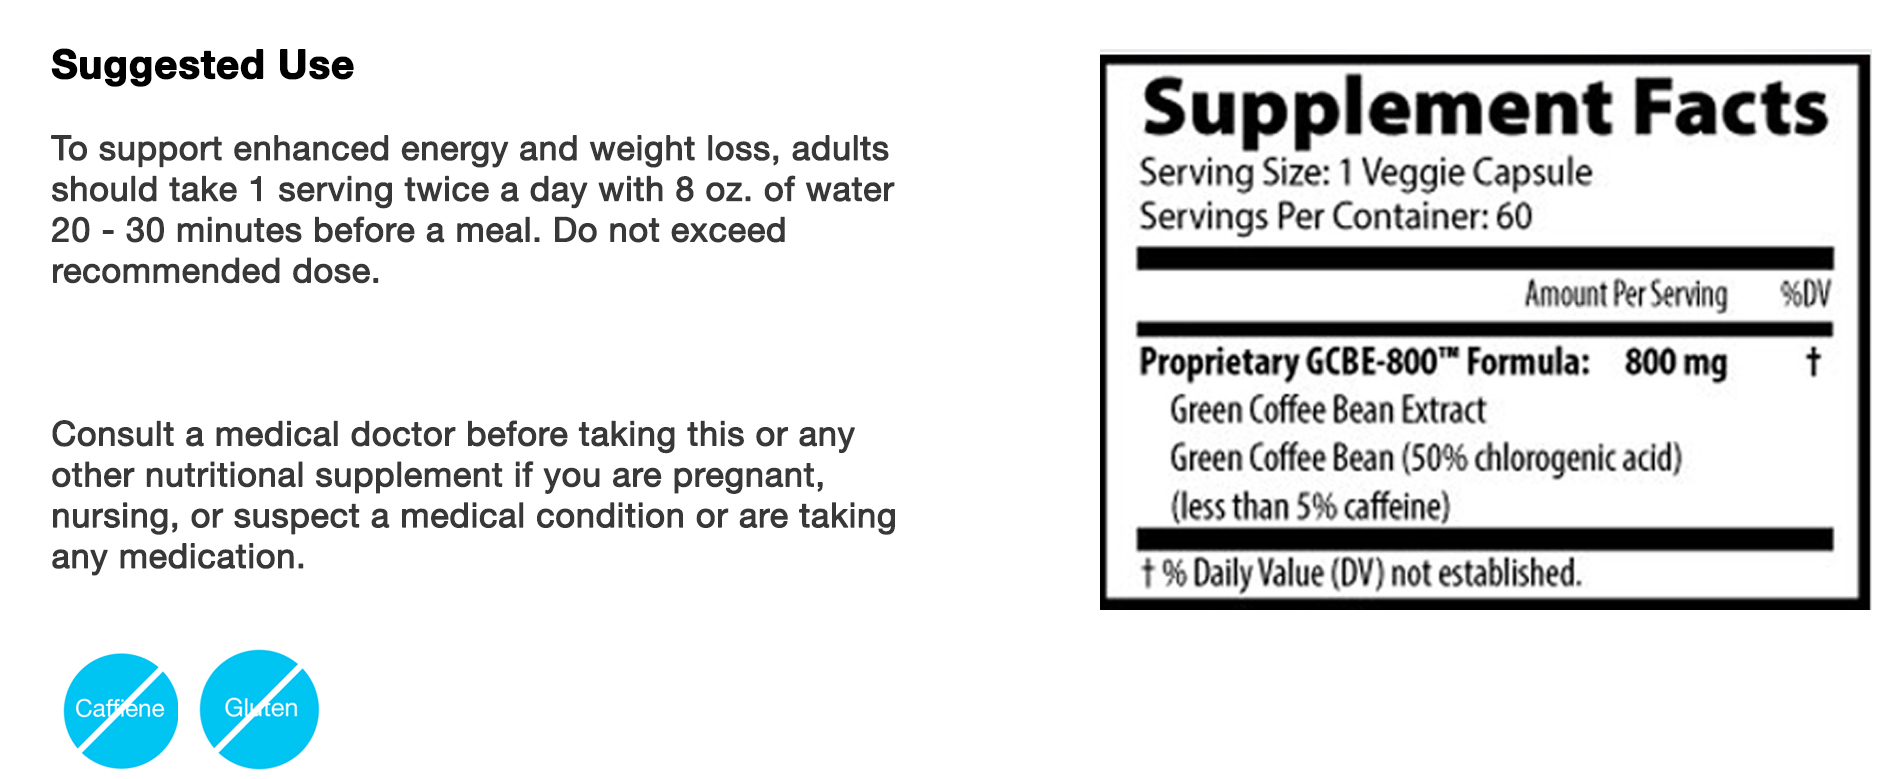 Suggested Use
To support enhanced energy and weight loss, adults
should take 1 serving twice a day with 8 oz. of water
20 - 30 minutes before a meal. Do not exceed
recommended dose.
Consult a medical doctor before taking this or any
other nutritional supplement if you are pregnant,
nursing, or suspect a medical condition or are taking
any medication.
Caffiene
Gluten
Supplement Facts
Serving Size: 1 Veggie Capsule
Servings Per Container: 60
Amount Per Serving %DV
Proprietary GCBE-800™ Formula: 800 mg †
Green Coffee Bean Extract
Green Coffee Bean (50% chlorogenic acid)
(less than 5% caffeine)
† % Daily Value (DV) not established.